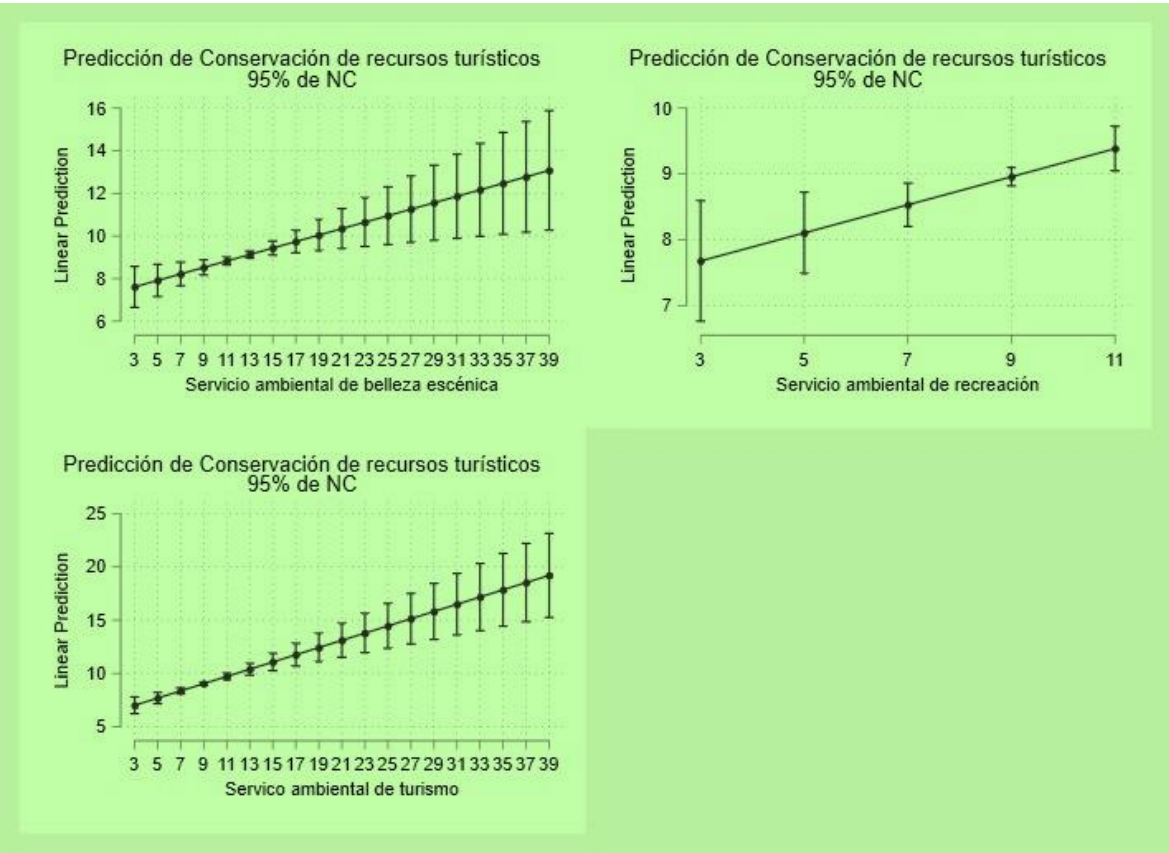 Predicción de Conservación de recursos turísticos
95% de NC
16
14
12
10
8
6
Linear Prediction
3 5 7 9 11 13 15 17 19 21 23 25 27 29 31 33 35 37 39
Servicio ambiental de belleza escénica
Predicción de Conservación de recursos turísticos
95% de NC
10
9
8
7
Linear Prediction
3 5 7 9 11
Servicio ambiental de recreación
Predicción de Conservación de recursos turísticos
95% de NC
25
20
15
10
5
Linear Prediction
3 5 7 9 11 13 15 17 19 21 23 25 27 29 31 33 35 37 39
Servico ambiental de turismo